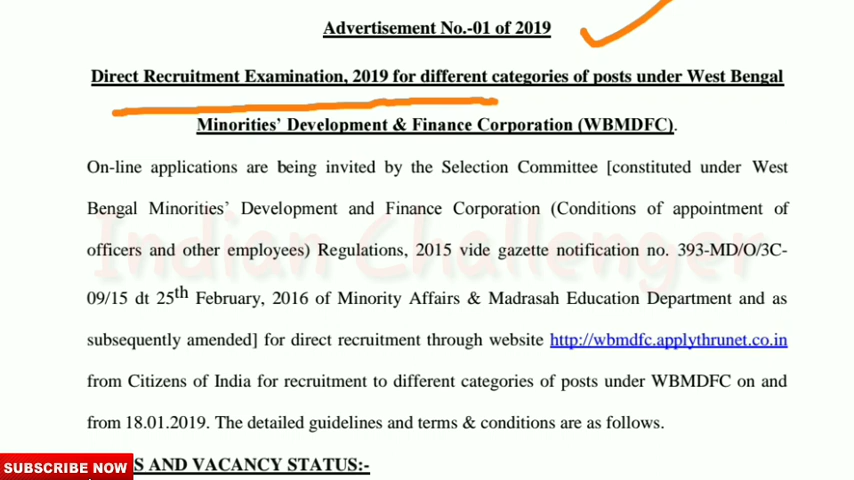 Advertisement No.-01 of 2019
Direct Recruitment Examination, 2019 for different categories of posts under West Bengal
Minorities' Development & Finance Corporation (WBMDFC).
On-line applications are being invited by the Selection Committee [constituted under West
Bengal Minorities' Development and Finance Corporation (Conditions of appointment of
officers and other employees) Regulations, 2015 vide gazette notification no. 393-MD/O/3C-
09/15 dt 25th February, 2016 of Minority Affairs & Madrasah Education Department and as
subsequently amended] for direct recruitment through website http://wbmdfc.applythrunet.co.in
from Citizens of India for recruitment to different categories of posts under WBMDFC on and
from 18.01.2019. The detailed guidelines and terms & conditions are as follows.
S AND VACANCY STATUS:-
SUBSCRIBE NOW
Indian Challenger